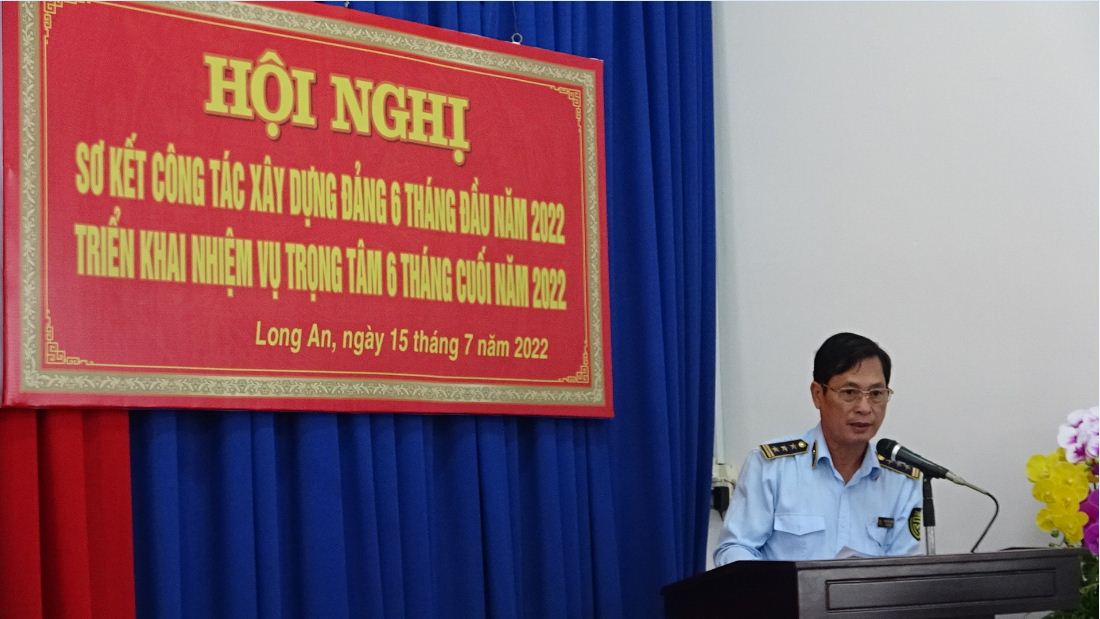 HỘI NGHỊ
SƠ KẾT CÔNG TÁC XÂY DỰNG ĐẢNG 6 THÁNG ĐẦU NĂM 2022
TRIỂN KHAI NHIỆM VỤ TRỌNG TÂM 6 THÁNG CUỐI NĂM 2022
Long An, ngày 15 tháng 7 năm 2022